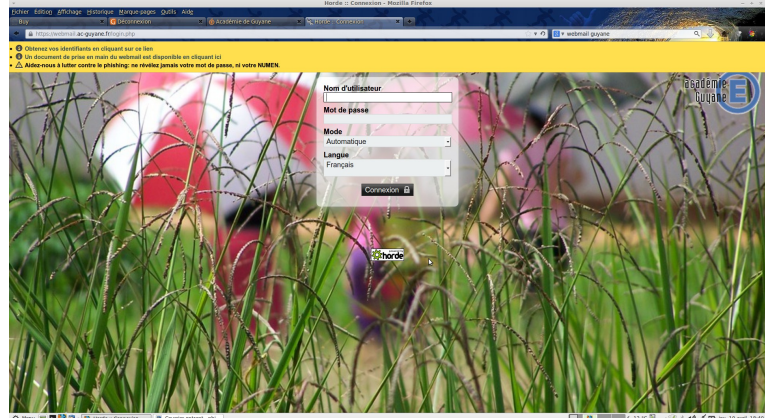 Horde :: Connexion - Mozilla Firefox
Fichier Edition Affichage Historique Marque-pages Outils Aide
Buy
Déconnexion
Académie de Guyane
Horde :: Connexion
https://webmail.ac-guyane.fr/login.php
webmail guyane
Obtenez vos identifiants en cliquant sur ce lien
Un document de prise en main du webmail est disponible en cliquant ici
Aidez-nous à lutter contre le phishing: ne révélez jamais votre mot de passe, ni votre NUMEN.
académie
Guyane
Nom d'utilisateur
Mot de passe
Mode
Automatique
Langue
Français
Connexion
horde
Menu